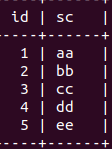 id | sc
1 | aa
2 | bb
3 | cc
4 | dd
5 | ee